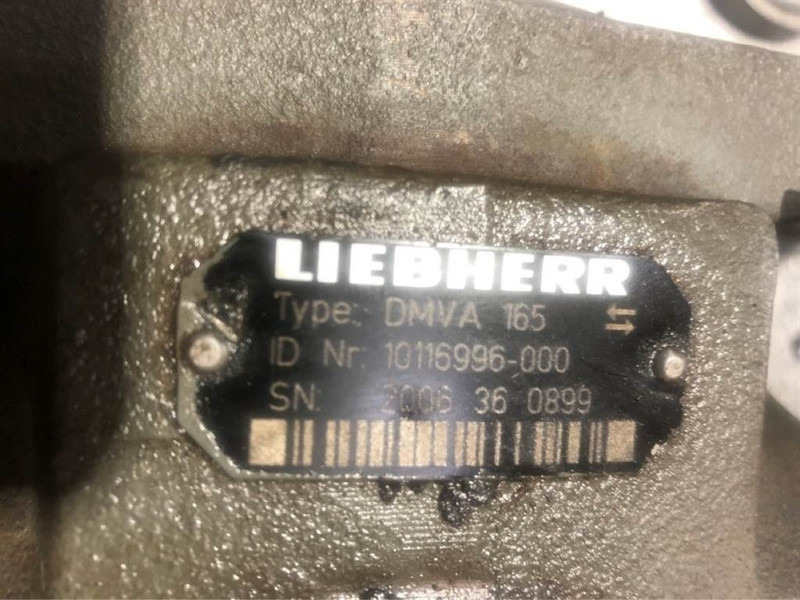 LIEBHERR
Type: DMVA 165 ⇆
ID Nr: 10116996-000
SN: 2006 36 0899